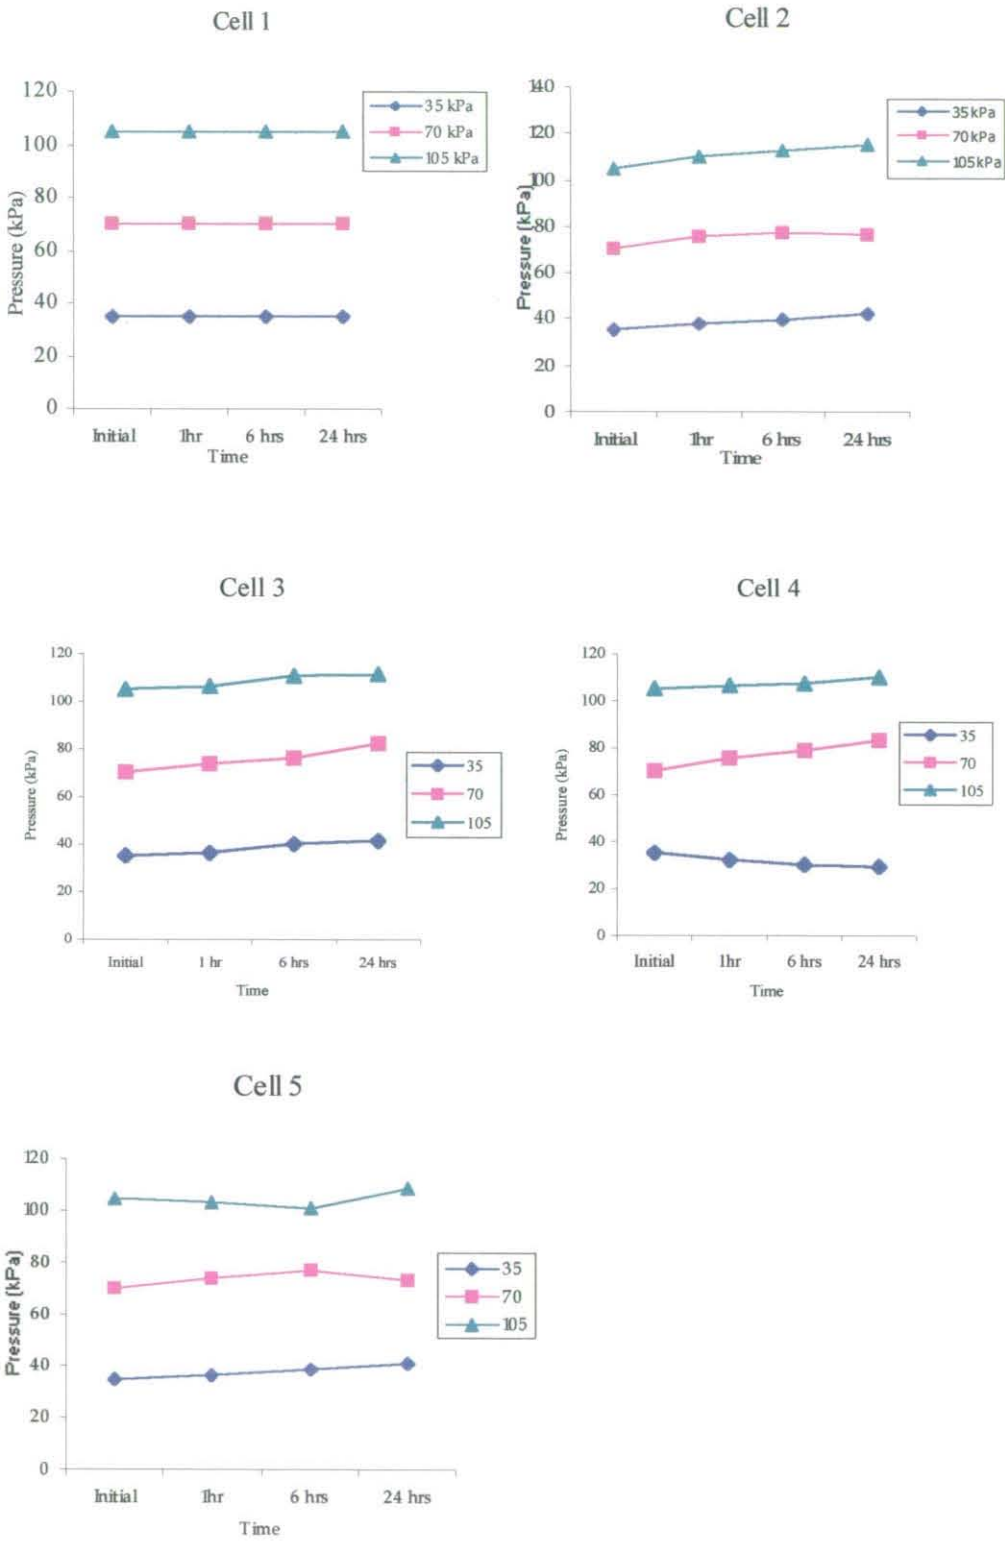 Cell 1
120
100
80
60
40
20
0
Pressure (kPa)
Initial 1hr 6 hrs 24 hrs
Time
35 kPa
70 kPa
105 kPa
Cell 2
140
120
100
80
60
40
20
0
Pressure (kPa)
Initial 1hr 6 hrs 24 hrs
Time
35 kPa
70 kPa
105 kPa
Cell 3
120
100
80
60
40
20
0
Pressure (kPa)
Initial 1 hr 6 hrs 24 hrs
Time
35
70
105
Cell 4
120
100
80
60
40
20
0
Pressure (kPa)
Initial 1hr 6 hrs 24 hrs
Time
35
70
105
Cell 5
120
100
80
60
40
20
0
Pressure (kPa)
Initial 1hr 6 hrs 24 hrs
Time
35
70
105